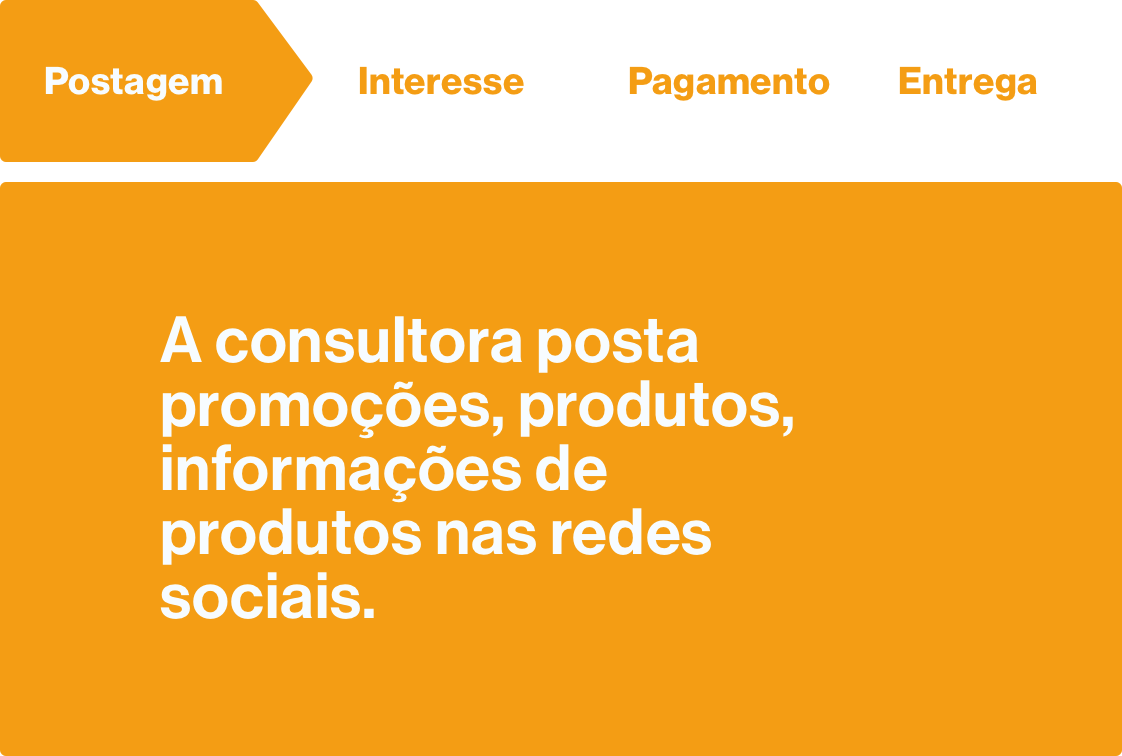 Postagem Interesse Pagamento Entrega
A consultora posta
promoções, produtos,
informações de
produtos nas redes
sociais.